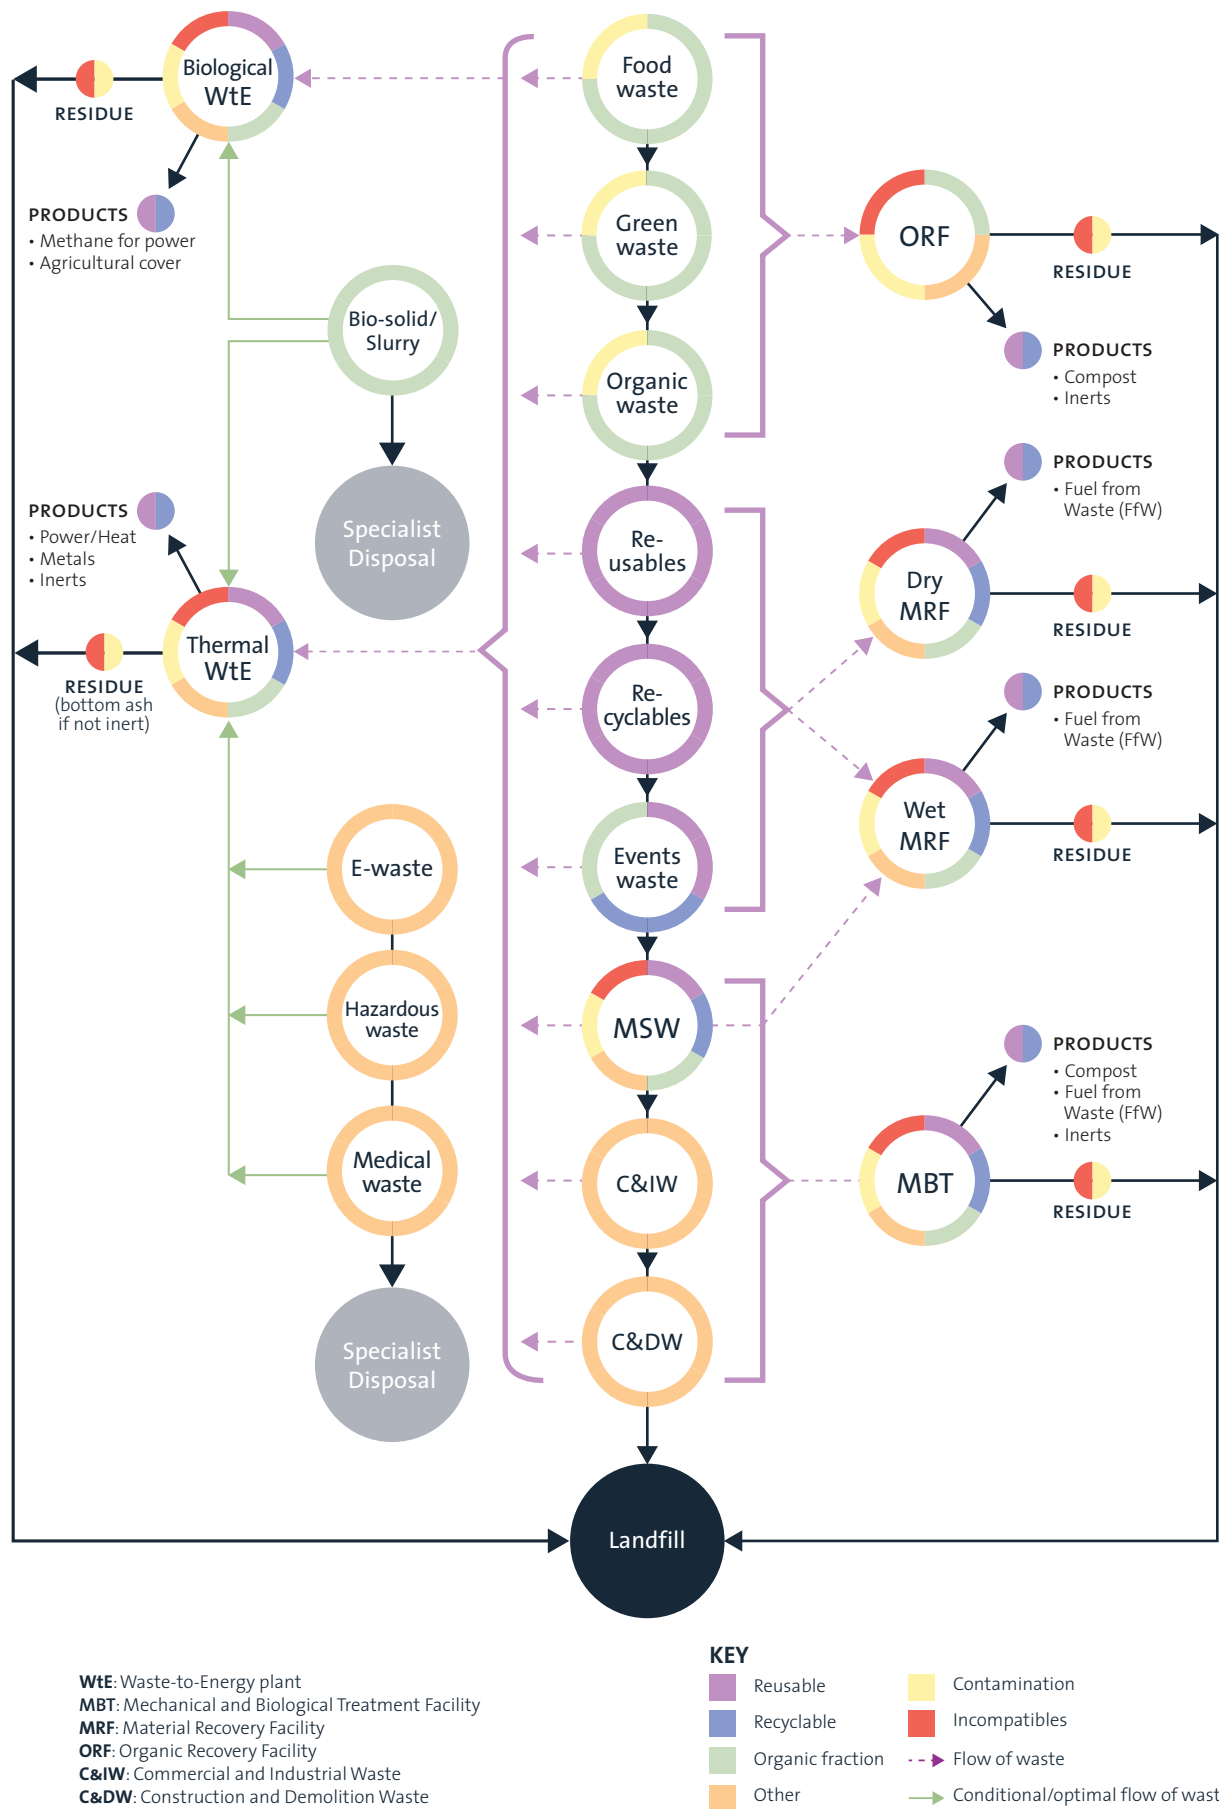 Biological
WtE
RESIDUE
PRODUCTS
• Methane for power
• Agricultural cover
Bio-solid/
Slurry
Specialist
Disposal
PRODUCTS
• Power/Heat
• Metals
• Inerts
Thermal
WtE
RESIDUE
(bottom ash
if not inert)
E-waste
Hazardous
waste
Medical
waste
Specialist
Disposal
Food
waste
Green
waste
Organic
waste
Re-
usables
Re-
cyclables
Events
waste
MSW
C&IW
C&DW
Landfill
ORF
RESIDUE
PRODUCTS
• Compost
• Inerts
PRODUCTS
• Fuel from
Waste (FfW)
Dry
MRF
RESIDUE
PRODUCTS
• Fuel from
Waste (FfW)
Wet
MRF
RESIDUE
PRODUCTS
• Compost
• Fuel from
Waste (FfW)
• Inerts
MBT
RESIDUE
WtE: Waste-to-Energy plant
MBT: Mechanical and Biological Treatment Facility
MRF: Material Recovery Facility
ORF: Organic Recovery Facility
C&IW: Commercial and Industrial Waste
C&DW: Construction and Demolition Waste
KEY
Reusable
Recyclable
Organic fraction
Other
Contamination
Incompatibles
Flow of waste
Conditional/optimal flow of wast